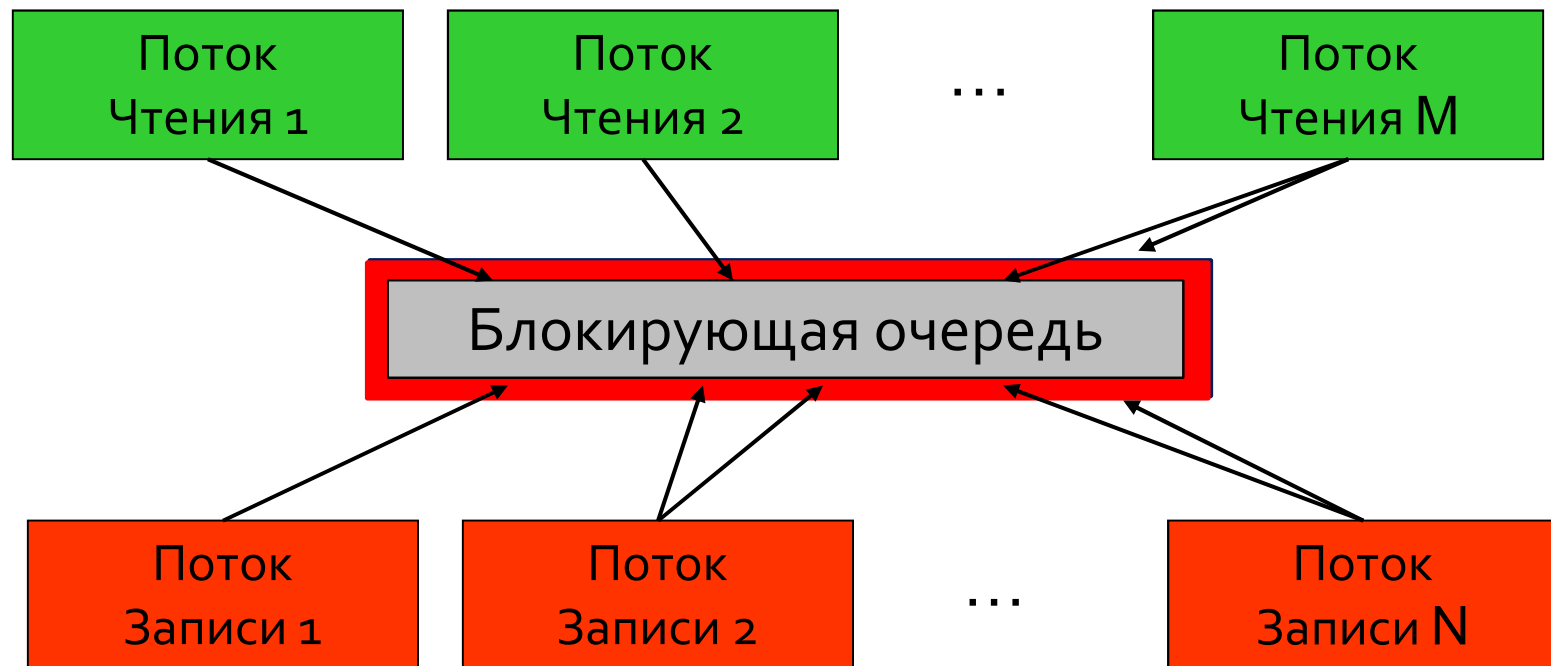 Поток
Чтения 1
Поток
Чтения 2
...
Поток
Чтения M
Блокирующая очередь
Поток
Записи 1
Поток
Записи 2
...
Поток
Записи N